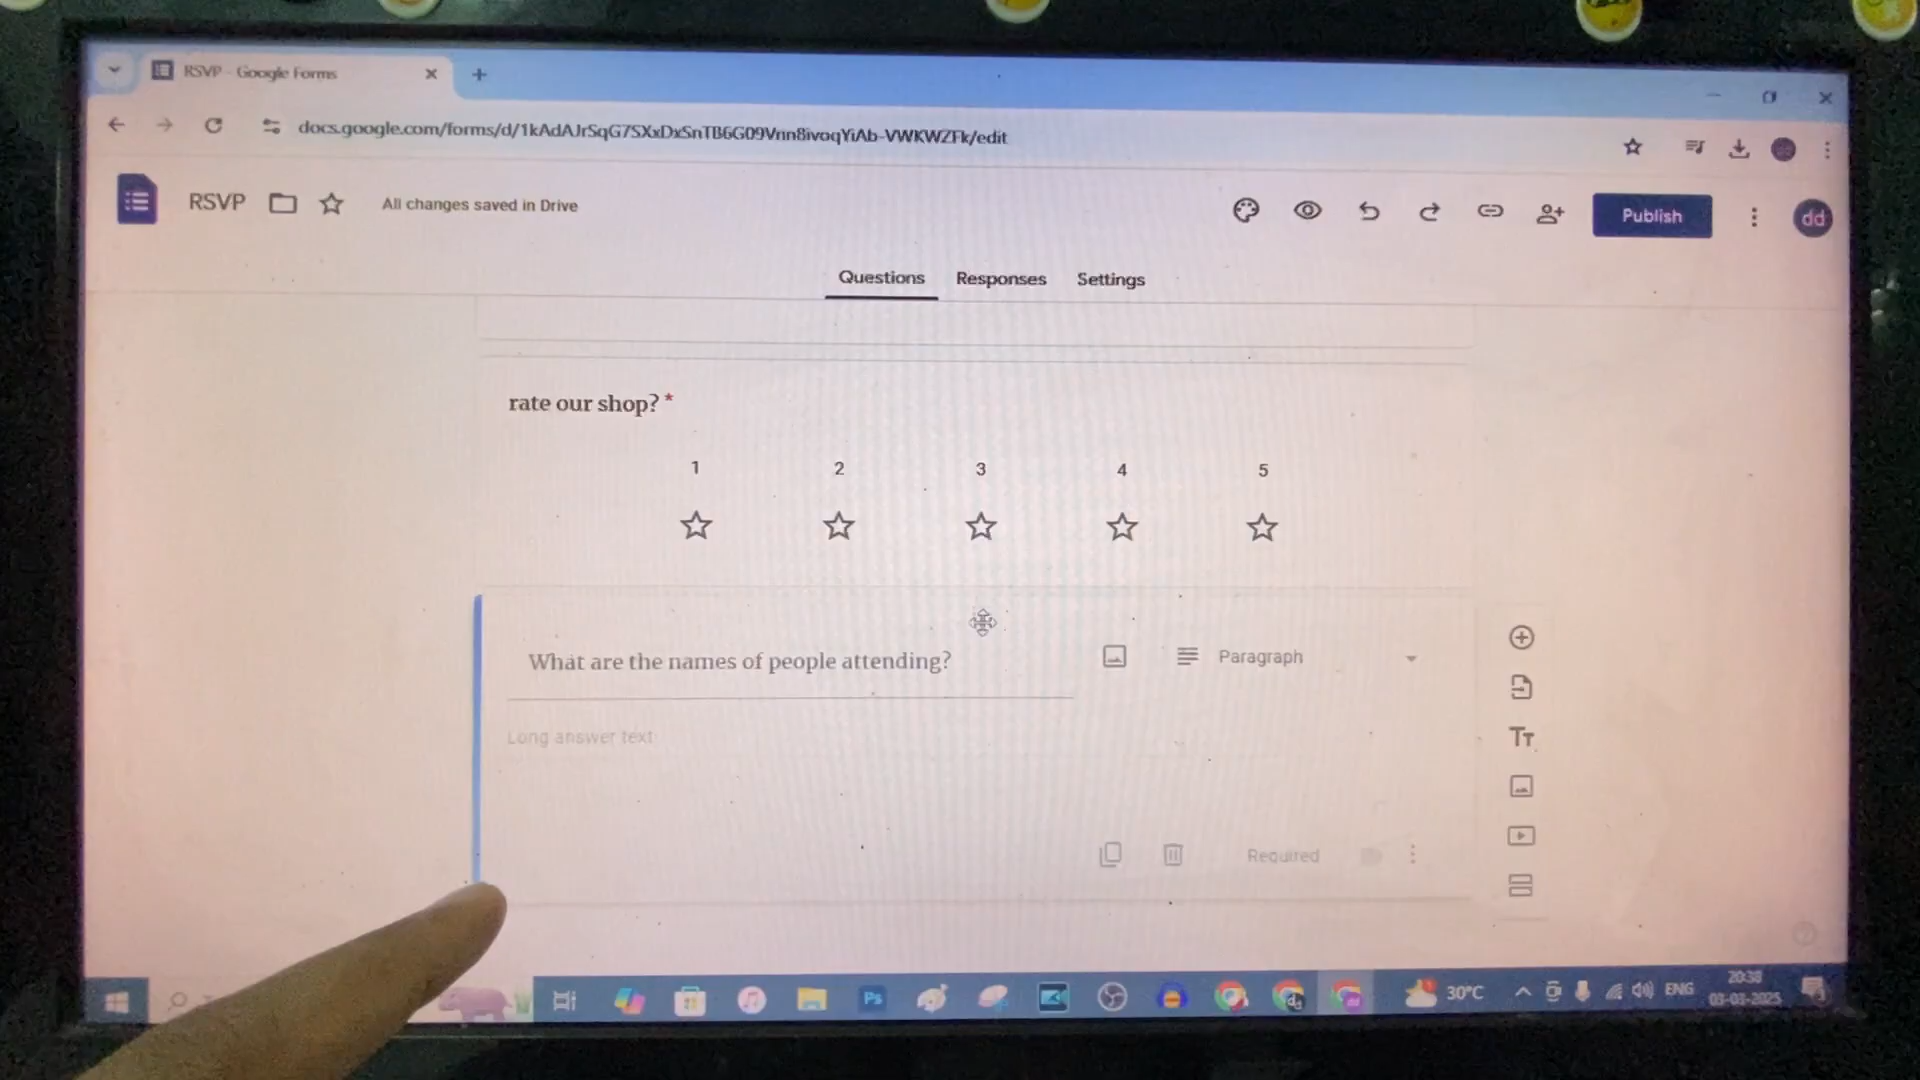 RSVP - Google Forms
docs.google.com/forms/d/
/edit
RSVP
All changes saved in Drive
Publish
dd
Questions
Responses
Settings
rate our shop? *
1
2
3
4
5
What are the names of people attending?
Paragraph
Long answer text
Required
Ps
30°C
ENG
20:38
03-03-2025